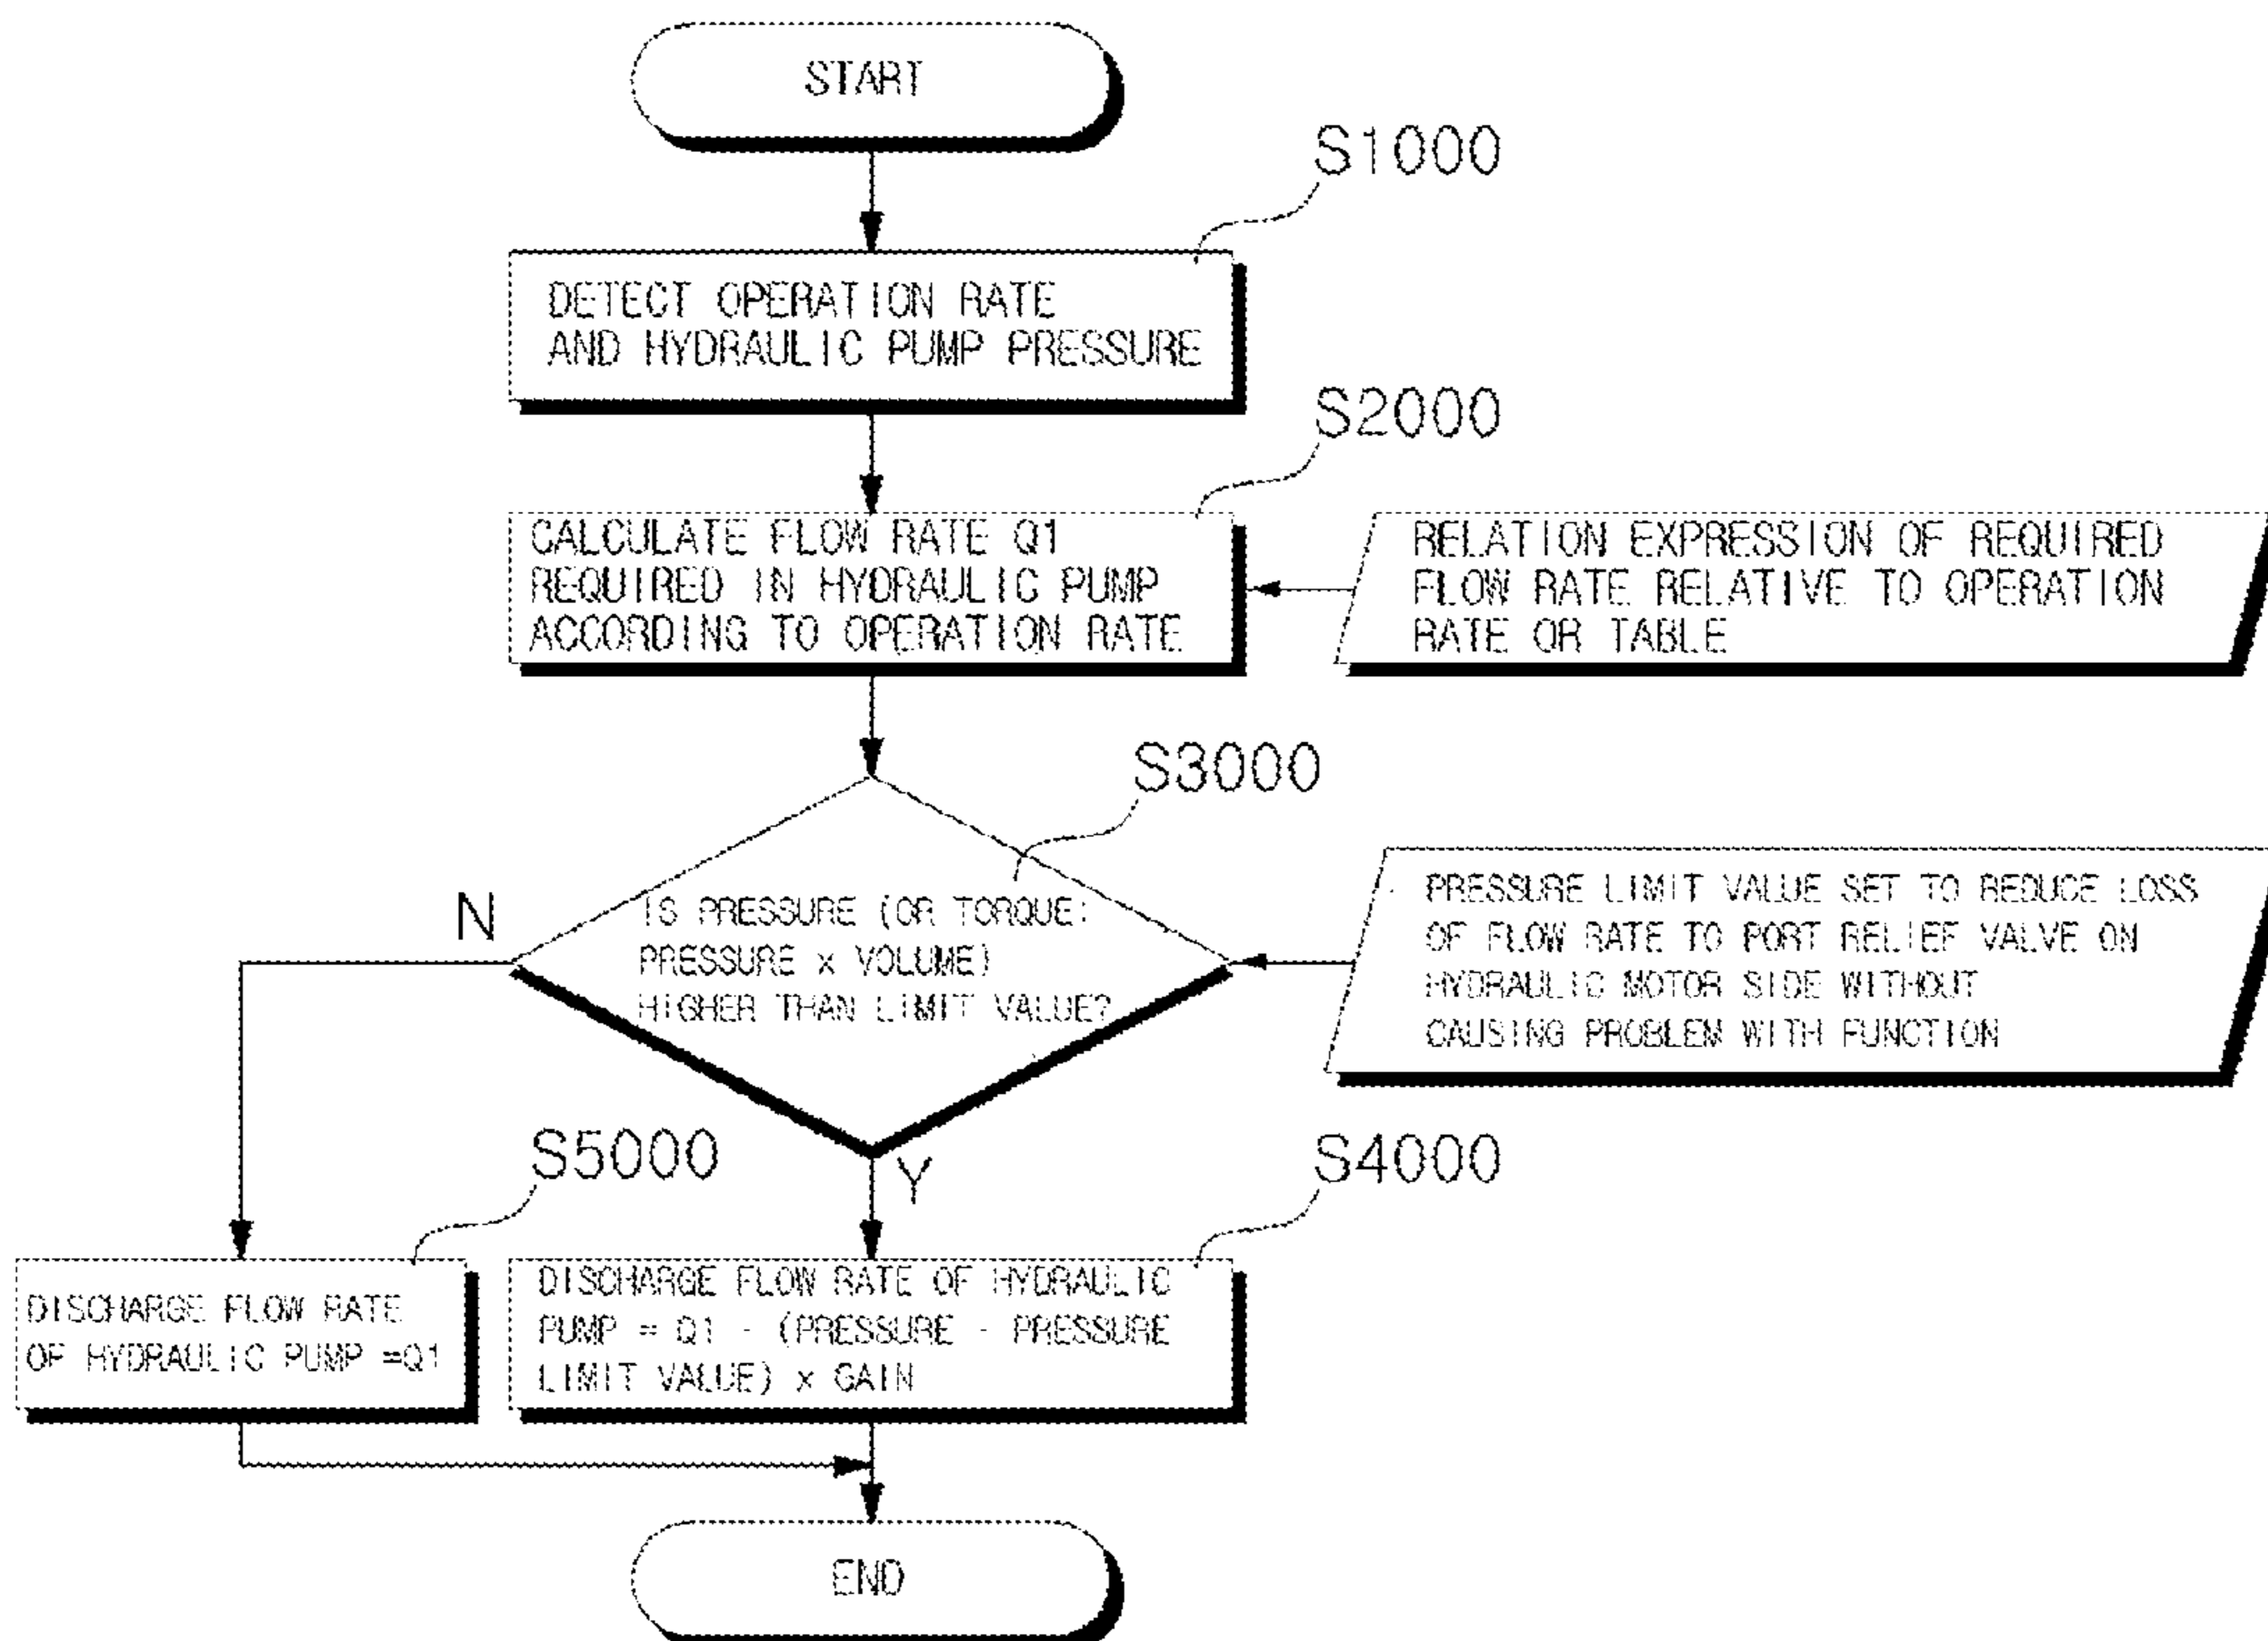 START
S1000
DETECT OPERATION RATE
AND HYDRAULIC PUMP PRESSURE
S2000
CALCULATE FLOW RATE Q1
REQUIRED IN HYDRAULIC PUMP
ACCORDING TO OPERATION RATE
RELATION EXPRESSION OF REQUIRED
FLOW RATE RELATIVE TO OPERATION
RATE OR TABLE
S3000
N
IS PRESSURE (OR TORQUE:
PRESSURE x VOLUME)
HIGHER THAN LIMIT VALUE?
PRESSURE LIMIT VALUE SET TO REDUCE LOSS
OF FLOW RATE TO PORT RELIEF VALVE ON
HYDRAULIC MOTOR SIDE WITHOUT
CAUSING PROBLEM WITH FUNCTION
Y
S5000
S4000
DISCHARGE FLOW RATE
OF HYDRAULIC PUMP =Q1
DISCHARGE FLOW RATE OF HYDRAULIC
PUMP = Q1 - (PRESSURE - PRESSURE
LIMIT VALUE) x GAIN
END